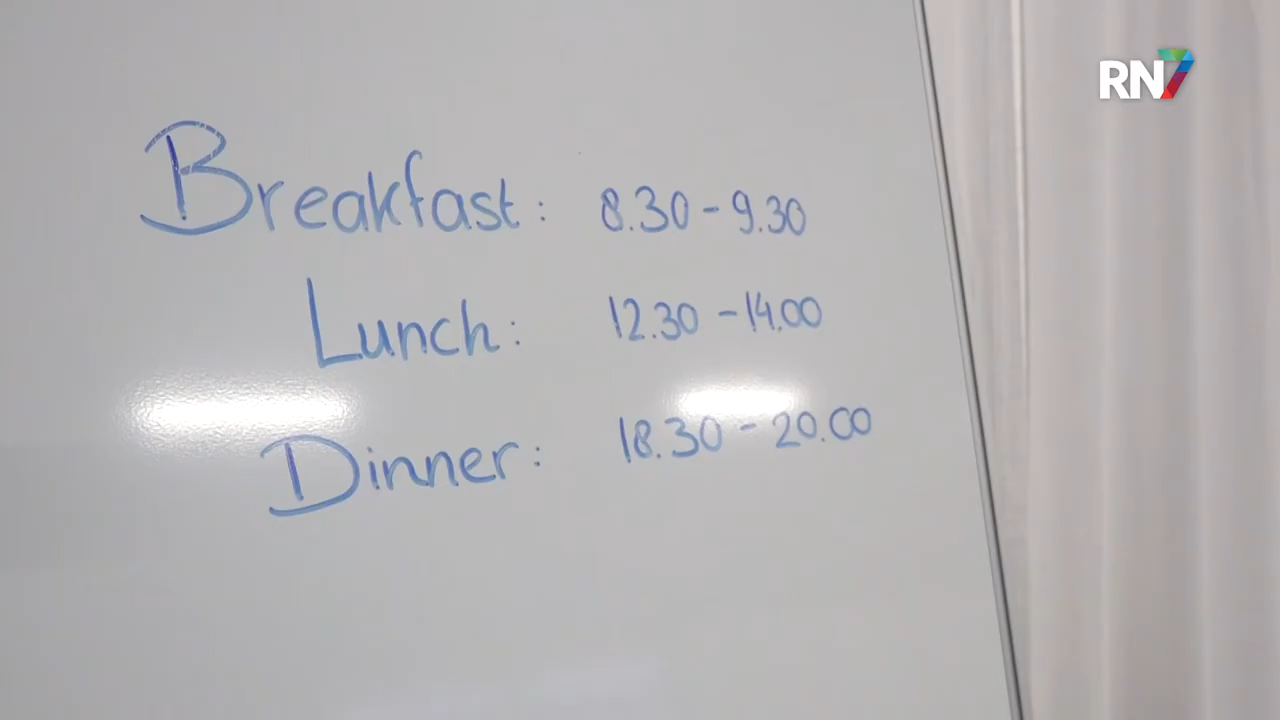 RN7
Breakfast: 8.30 - 9.30
Lunch: 12.30 - 14.00
Dinner: 18.30 - 20.00